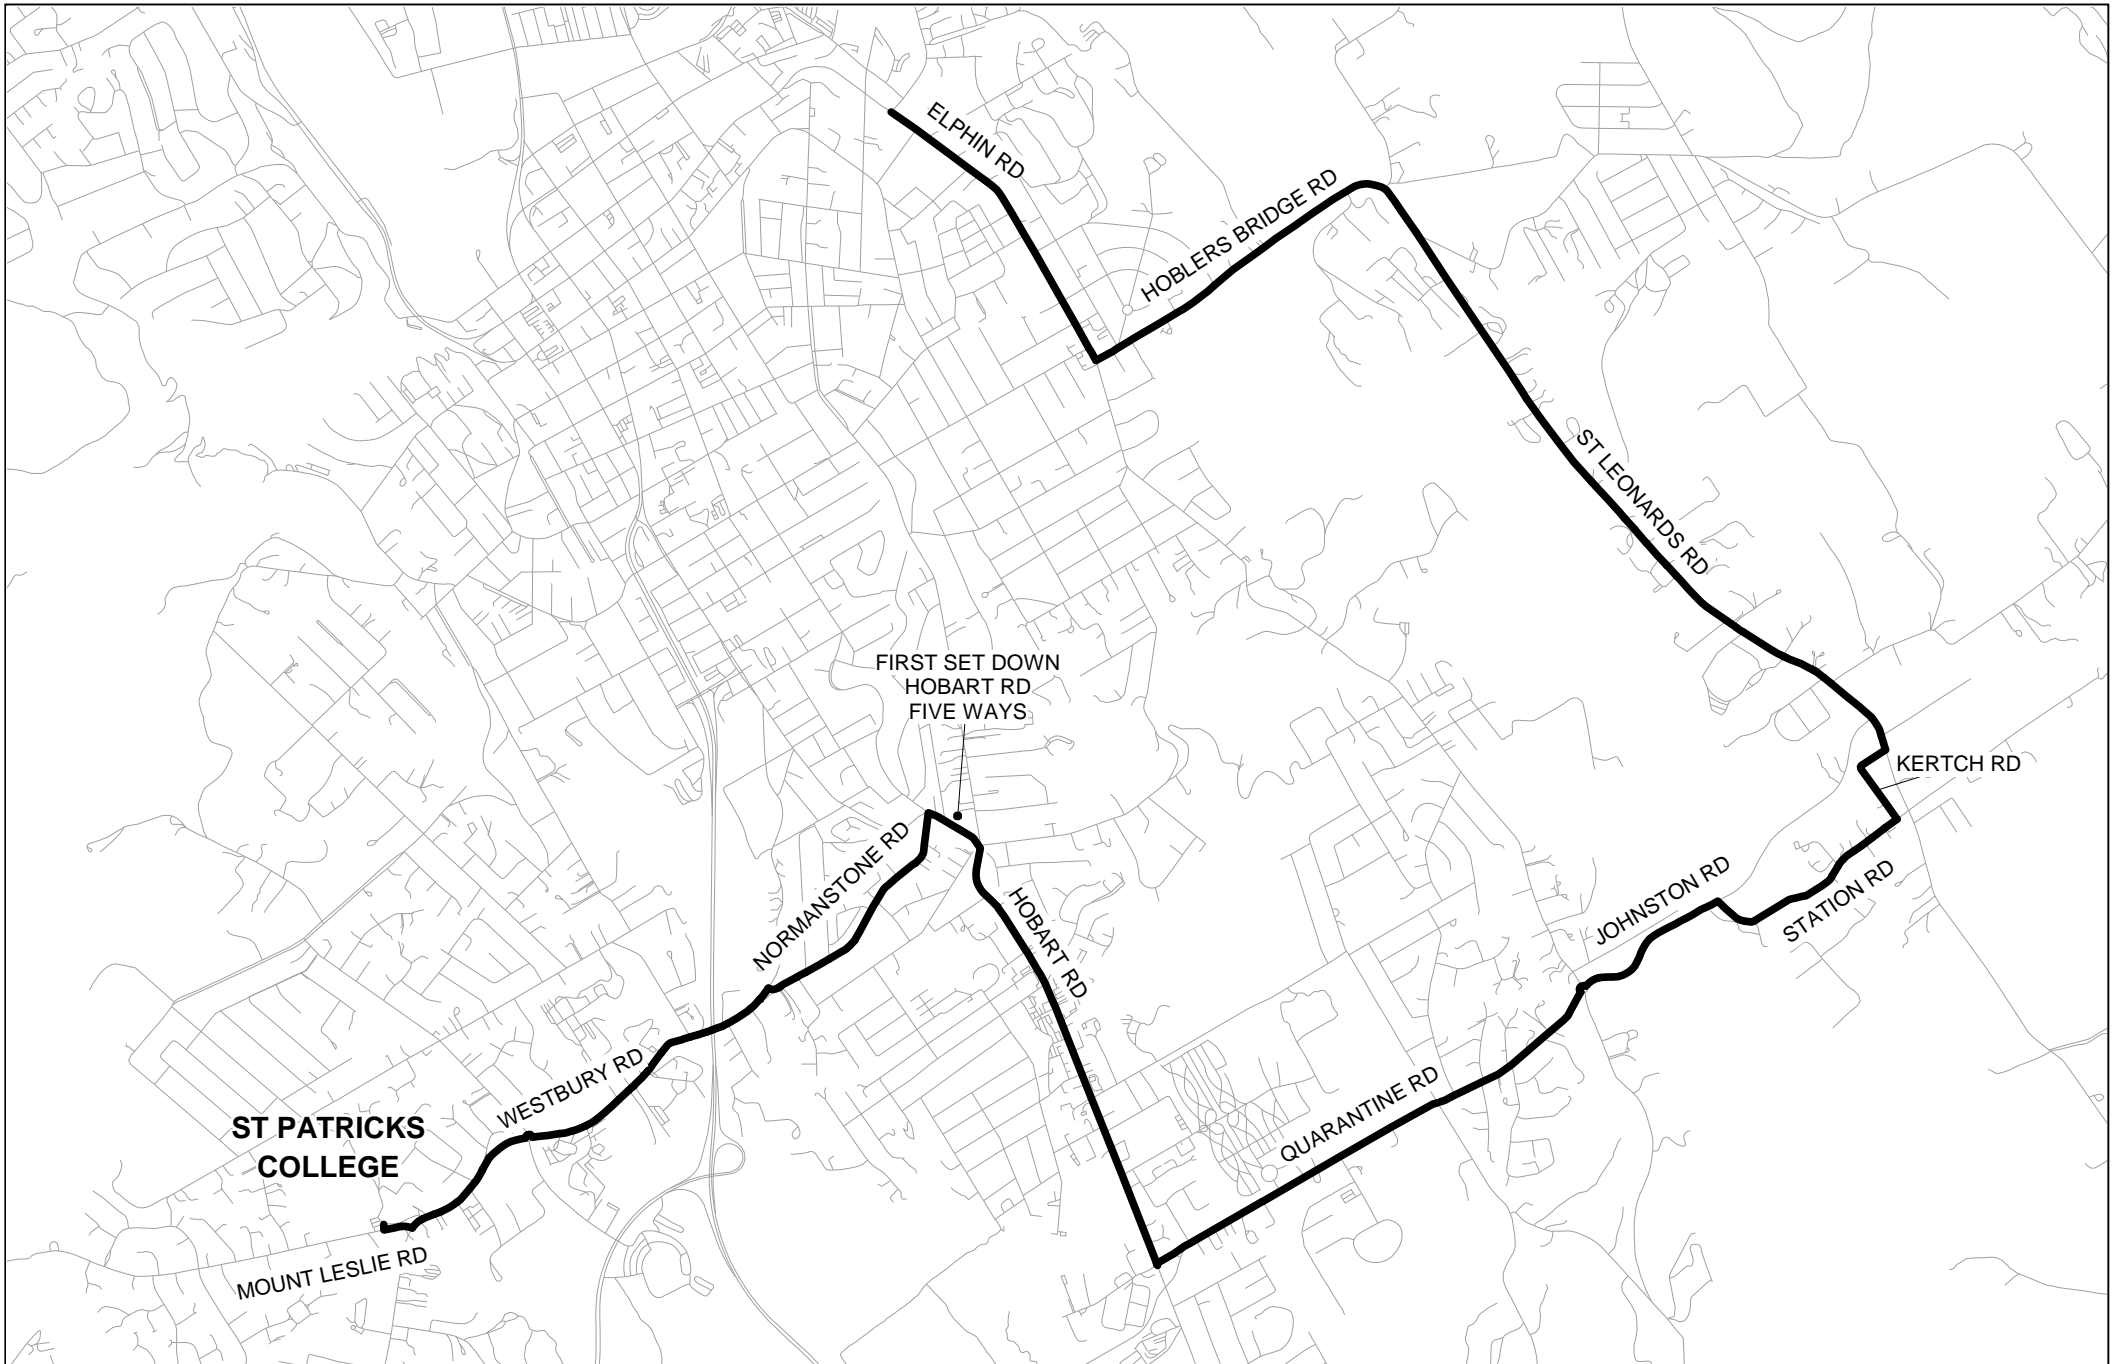 ELPHIN RD
HOBLERS BRIDGE RD
ST LEONARDS RD
FIRST SET DOWN
HOBART RD
FIVE WAYS
KERTCH RD
NORMANSTONE RD
HOBART RD
JOHNSTON RD
STATION RD
WESTBURY RD
QUARANTINE RD
ST PATRICKS
COLLEGE
MOUNT LESLIE RD